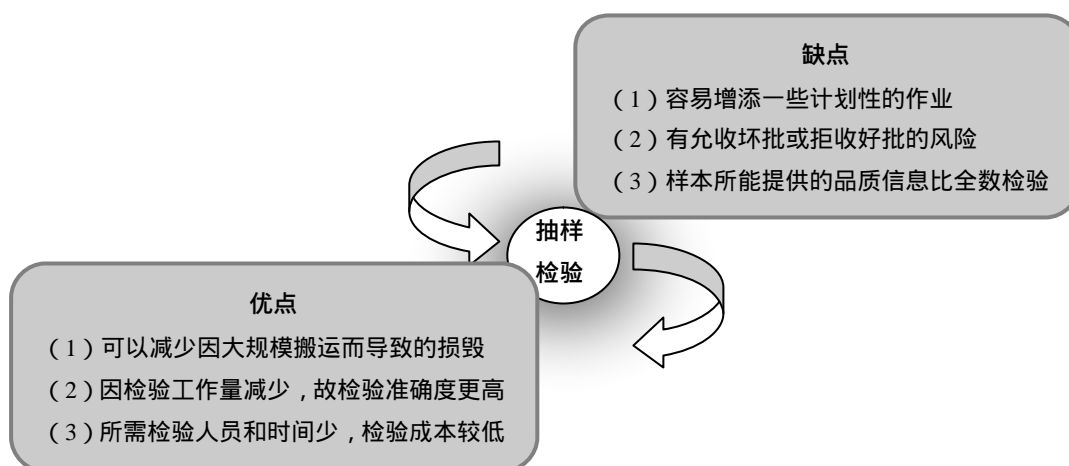 缺点
（1）容易增添一些计划性的作业
（2）有允收坏批或拒收好批的风险
（3）样本所能提供的品质信息比全数检验
抽样
检验
优点
（1）可以减少因大规模搬运而导致的损毁
（2）因检验工作量减少，故检验准确度更高
（3）所需检验人员和时间少，检验成本较低